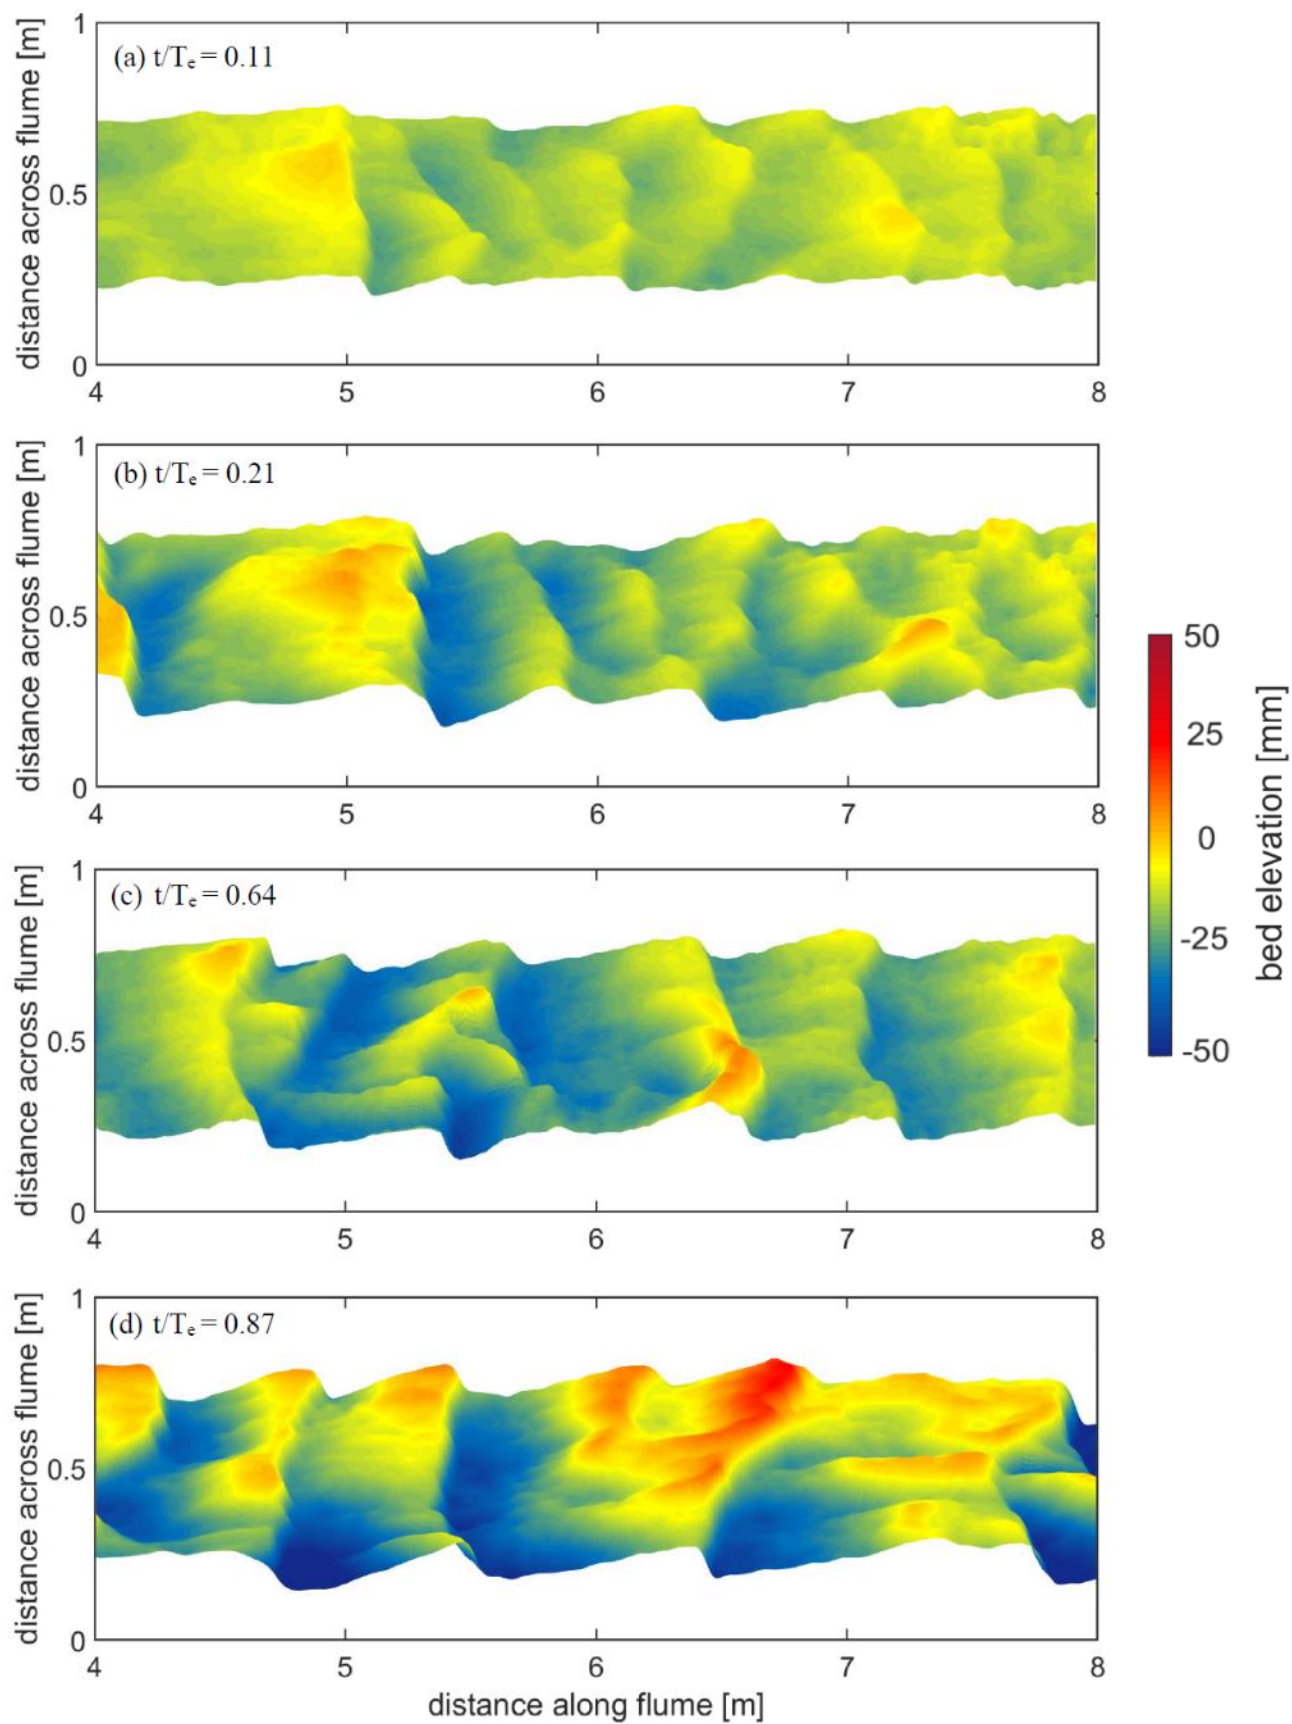 (a) t/Tₑ = 0.11
distance across flume [m]
1
0.5
0
4 5 6 7 8
(b) t/Tₑ = 0.21
distance across flume [m]
1
0.5
0
4 5 6 7 8
(c) t/Tₑ = 0.64
distance across flume [m]
1
0.5
0
4 5 6 7 8
(d) t/Tₑ = 0.87
distance across flume [m]
1
0.5
0
4 5 6 7 8
distance along flume [m]
50
25
0
-25
-50
bed elevation [mm]